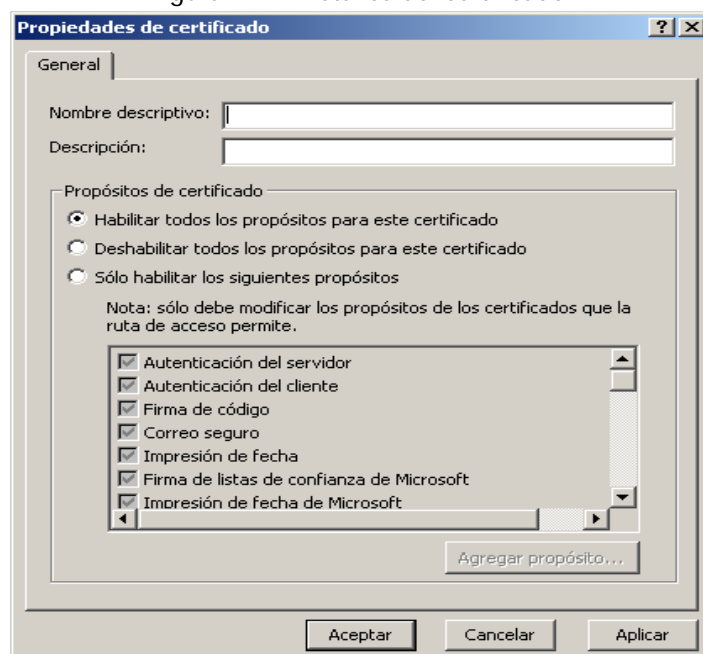 Propiedades de certificado
General
Nombre descriptivo:
Descripción:
Propósitos de certificado
Habilitar todos los propósitos para este certificado
Deshabilitar todos los propósitos para este certificado
Sólo habilitar los siguientes propósitos
Nota: sólo debe modificar los propósitos de los certificados que la
ruta de acceso permite.
Autenticación del servidor
Autenticación del cliente
Firma de código
Correo seguro
Impresión de fecha
Firma de listas de confianza de Microsoft
Impresión de fecha de Microsoft
Agregar propósito...
Aceptar Cancelar Aplicar